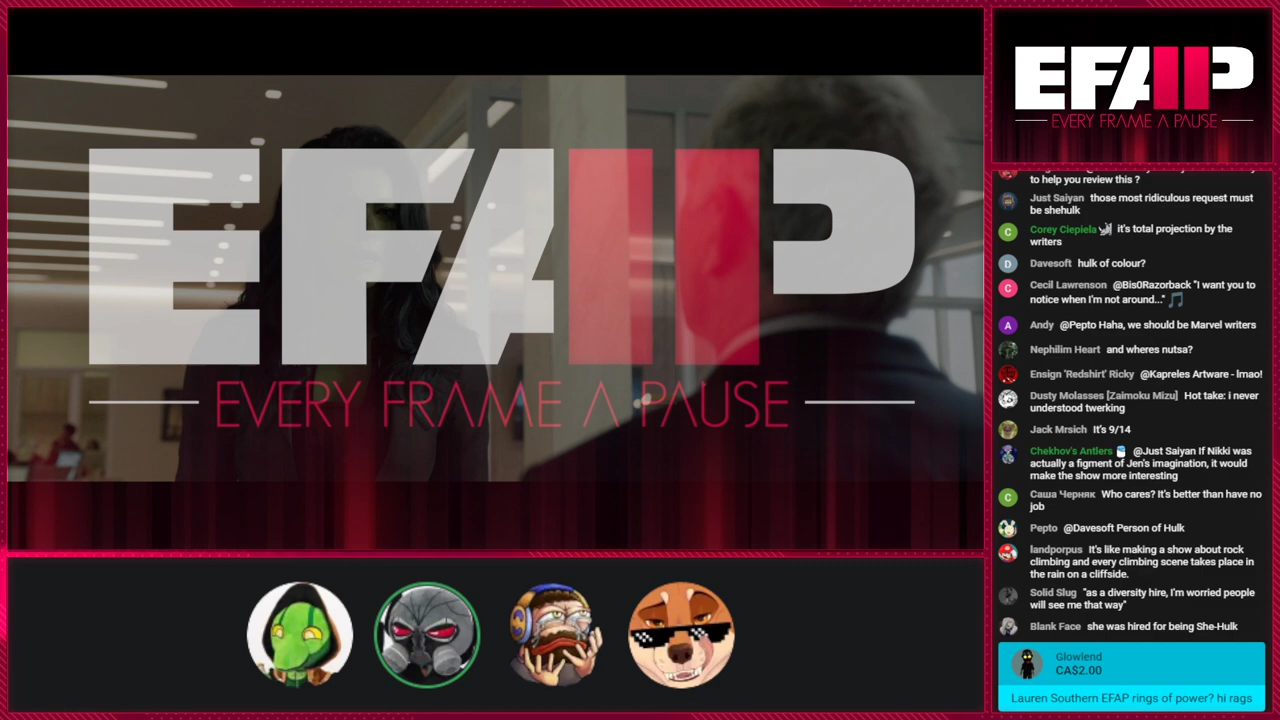 EFAP
EVERY FRAME A PAUSE
EFAP
EVERY FRAME A PAUSE
to help you review this ?
Just Saiyan those most ridiculous request must
be shehulk
C Corey Ciepiela it's total projection by the
writers
D Davesoft hulk of colour?
C Cecil Lawrenson @Bis0Razorback "I want you to
notice when I'm not around..."
A Andy @Pepto Haha, we should be Marvel writers
Nephilim Heart and wheres nutsa?
Ensign 'Redshirt' Ricky @Kapreles Artware - lmao!
Dusty Molasses [Zaimoku Mizu] Hot take: i never
understood twerking
Jack Mrsich It's 9/14
Chekhov's Antlers @Just Saiyan If Nikki was
actually a figment of Jen's imagination, it would
make the show more interesting
C Саша Черняк Who cares? It's better than have no
job
Pepto @Davesoft Person of Hulk
landporpus It's like making a show about rock
climbing and every climbing scene takes place in
the rain on a cliffside.
Solid Slug "as a diversity hire, I'm worried people
will see me that way"
Blank Face she was hired for being She-Hulk
Glowlend
CA$2.00
Lauren Southern EFAP rings of power? hi rags